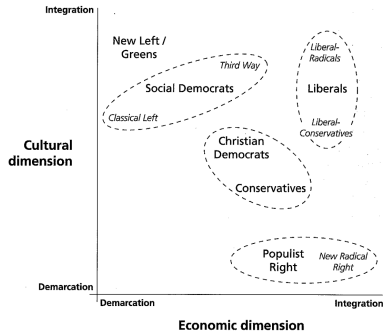 Integration
New Left /
Greens
Liberal-
Radicals
Third Way
Social Democrats
Liberals
Classical Left
Liberal-
Conservatives
Christian
Democrats
Cultural
dimension
Conservatives
Populist
Right
New Radical
Right
Demarcation
Demarcation
Integration
Economic dimension